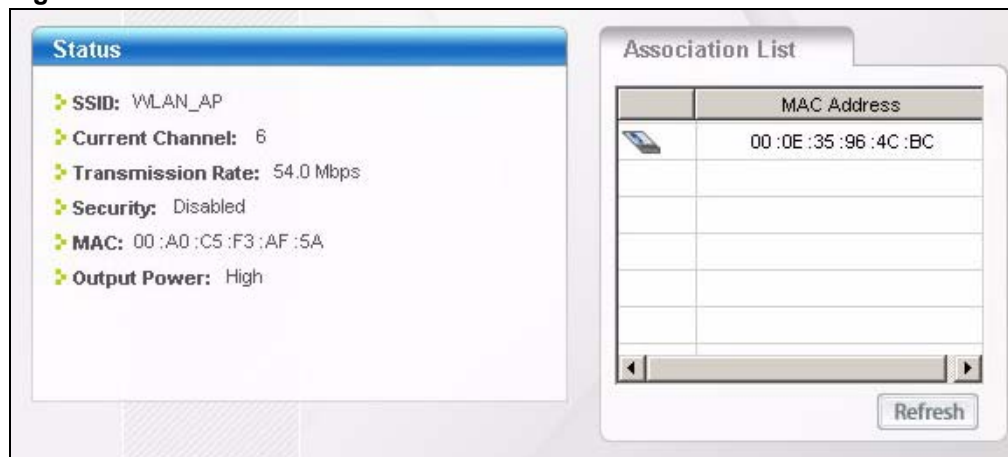 Status
SSID: WLAN_AP
Current Channel: 6
Transmission Rate: 54.0 Mbps
Security: Disabled
MAC: 00:A0:C5:F3:AF:5A
Output Power: High
Association List
MAC Address
00:0E:35:96:4C:BC
Refresh